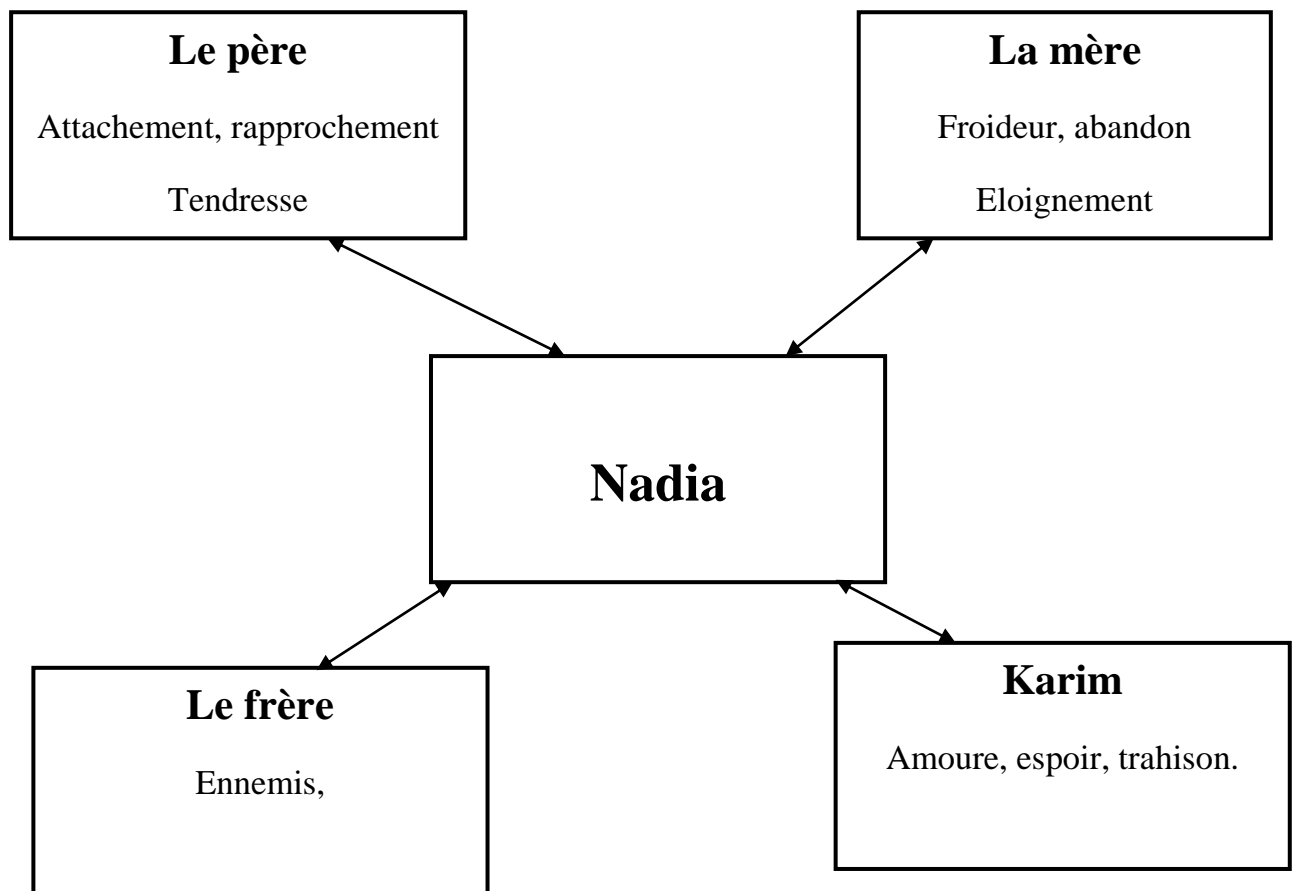 Le père
Attachement, rapprochement
Tendresse
La mère
Froideur, abandon
Eloignement
Nadia
Le frère
Ennemis,
Karim
Amoure, espoir, trahison.